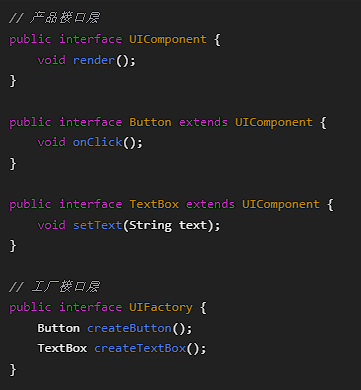 // 产品接口层
public interface UIComponent {
    void render();
}

public interface Button extends UIComponent {
    void onClick();
}

public interface TextBox extends UIComponent {
    void setText(String text);
}

// 工厂接口层
public interface UIFactory {
    Button createButton();
    TextBox createTextBox();
}